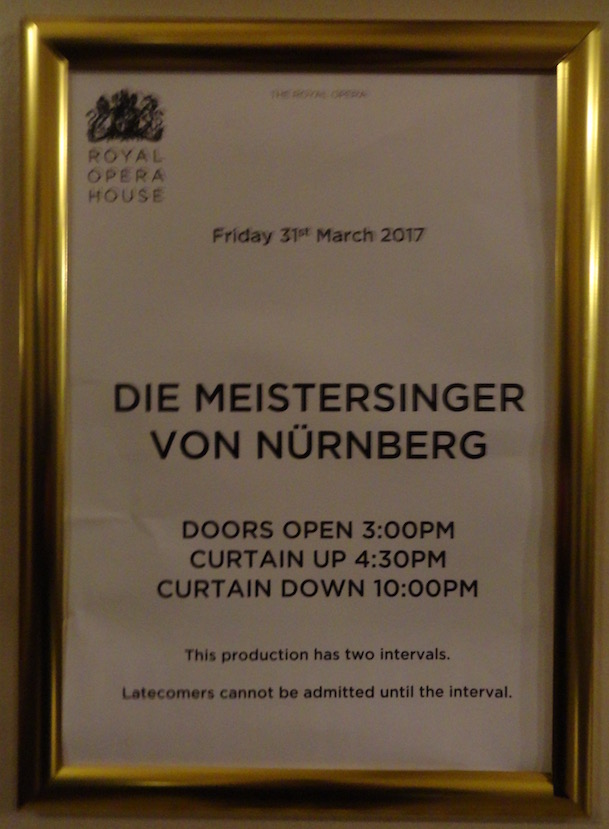 THE ROYAL OPERA
ROYAL
OPERA
HOUSE
Friday 31st March 2017
DIE MEISTERSINGER
VON NÜRNBERG
DOORS OPEN 3:00PM
CURTAIN UP 4:30PM
CURTAIN DOWN 10:00PM
This production has two intervals.
Latecomers cannot be admitted until the interval.